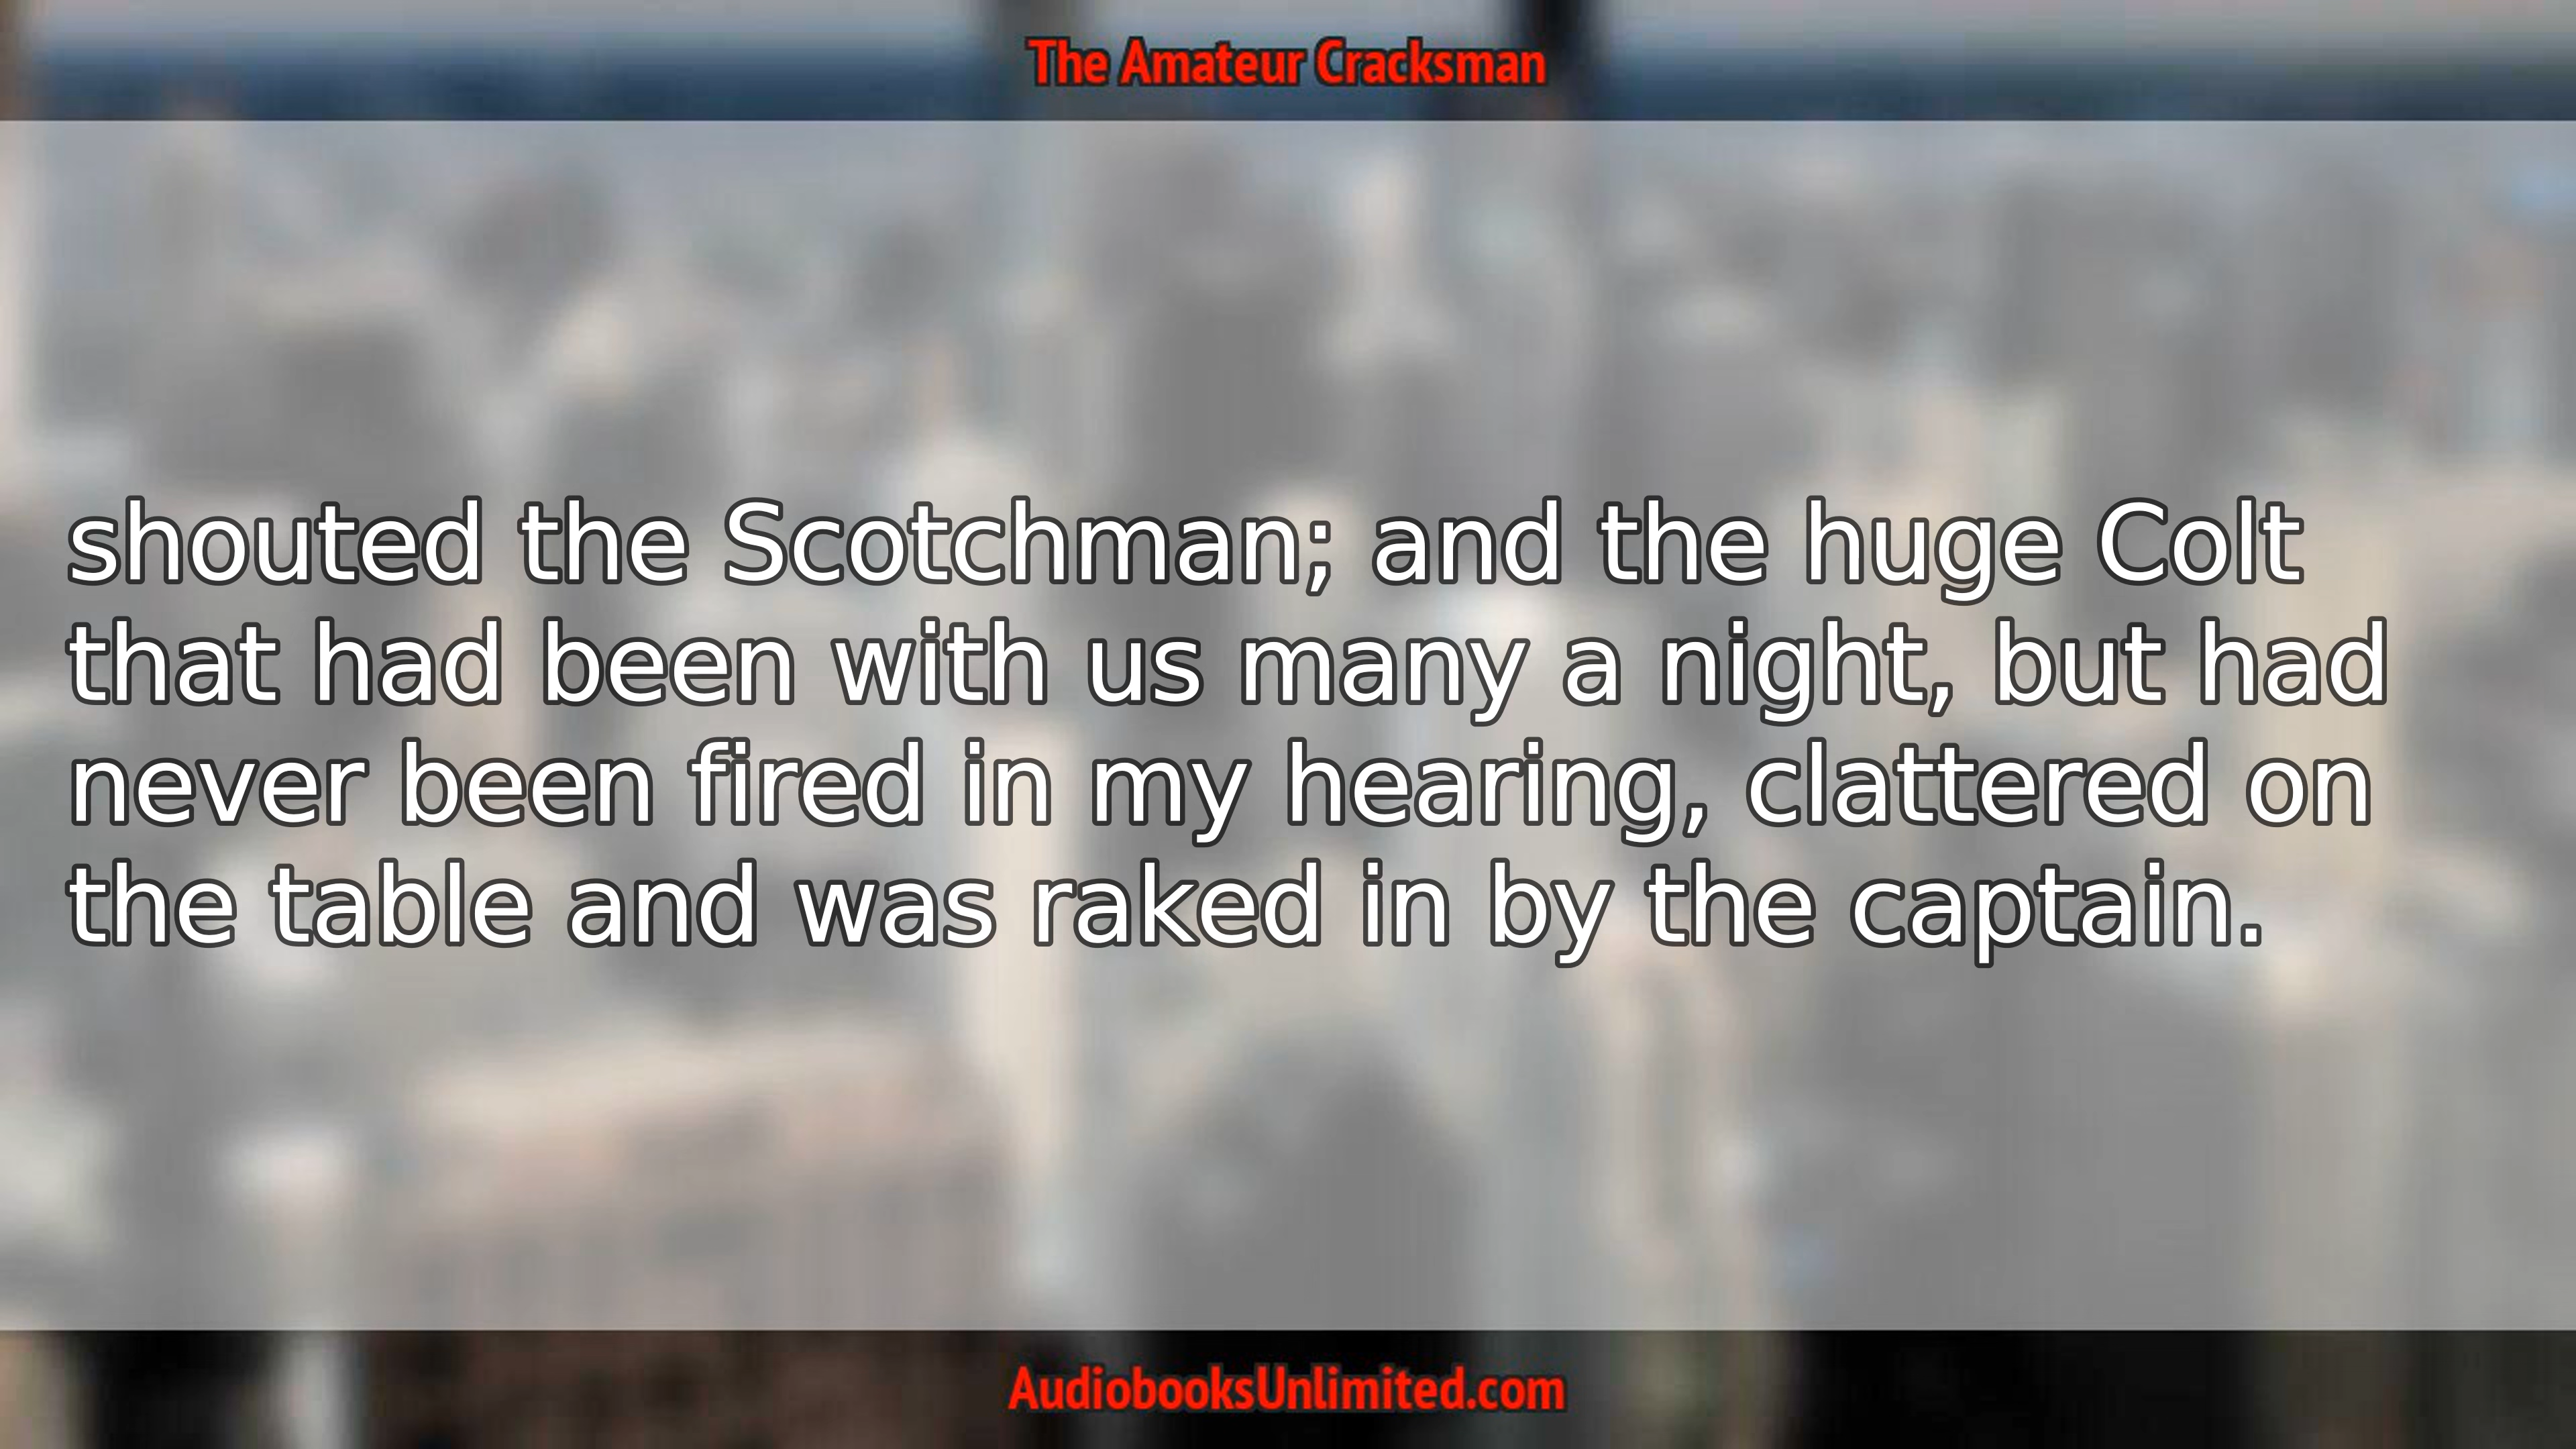 The Amateur Cracksman
shouted the Scotchman; and the huge Colt
that had been with us many a night, but had
never been fired in my hearing, clattered on
the table and was raked in by the captain.
AudiobooksUnlimited.com